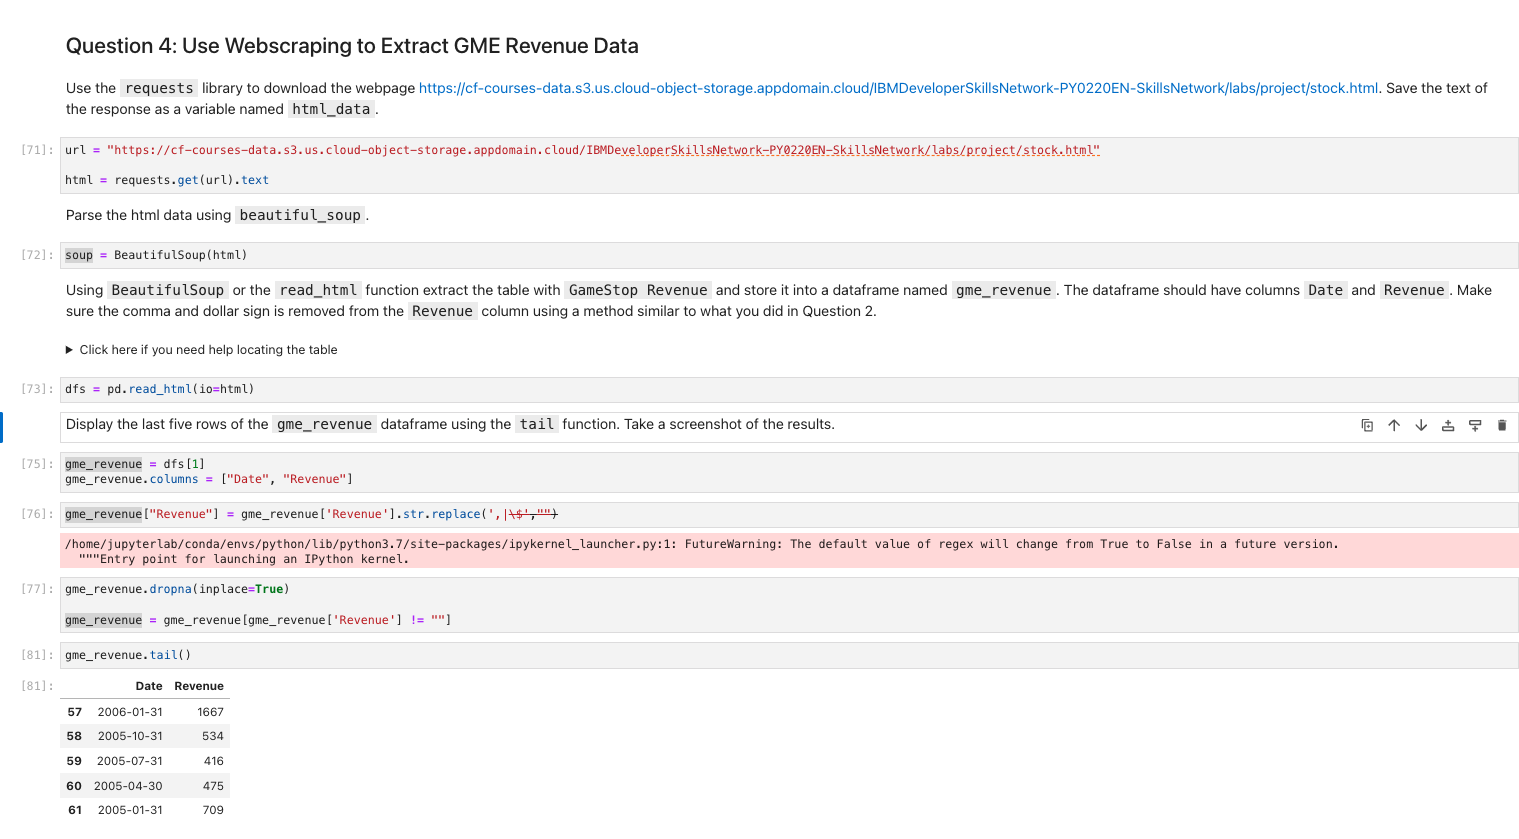 Question 4: Use Webscraping to Extract GME Revenue Data
Use the requests library to download the webpage https://cf-courses-data.s3.us.cloud-object-storage.appdomain.cloud/IBMDeveloperSkillsNetwork-PY0220EN-SkillsNetwork/labs/project/stock.html. Save the text of
the response as a variable named html_data.
[71]: url = "https://cf-courses-data.s3.us.cloud-object-storage.appdomain.cloud/IBMDeveloperSkillsNetwork-PY0220EN-SkillsNetwork/labs/project/stock.html"
html = requests.get(url).text
Parse the html data using beautiful_soup.
[72]: soup = BeautifulSoup(html)
Using BeautifulSoup or the read_html function extract the table with GameStop Revenue and store it into a dataframe named gme_revenue. The dataframe should have columns Date and Revenue. Make
sure the comma and dollar sign is removed from the Revenue column using a method similar to what you did in Question 2.
Click here if you need help locating the table
[73]: dfs = pd.read_html(io=html)
Display the last five rows of the gme_revenue dataframe using the tail function. Take a screenshot of the results.
[75]: gme_revenue = dfs[1]
gme_revenue.columns = ["Date", "Revenue"]
[76]: gme_revenue["Revenue"] = gme_revenue['Revenue'].str.replace(',|\$',"")
/home/jupyterlab/conda/envs/python/lib/python3.7/site-packages/ipykernel_launcher.py:1: FutureWarning: The default value of regex will change from True to False in a future version.
"""Entry point for launching an IPython kernel.
[77]: gme_revenue.dropna(inplace=True)
gme_revenue = gme_revenue[gme_revenue['Revenue'] != ""]
[81]: gme_revenue.tail()
[81]: Date Revenue
57 2006-01-31 1667
58 2005-10-31 534
59 2005-07-31 416
60 2005-04-30 475
61 2005-01-31 709